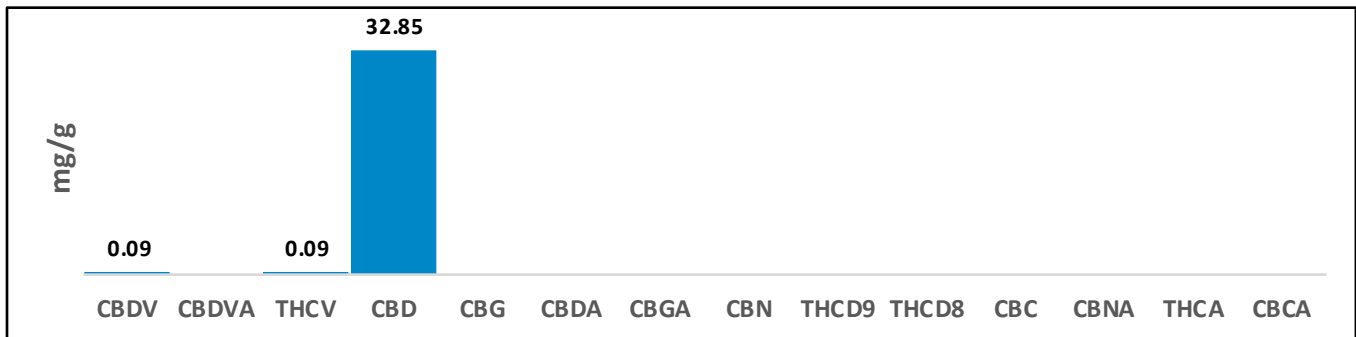 32.85
mg/g
0.09 0.09
CBDV CBDVA THCV CBD CBG CBDA CBGA CBN THCD9 THCD8 CBC CBNA THCA CBCA